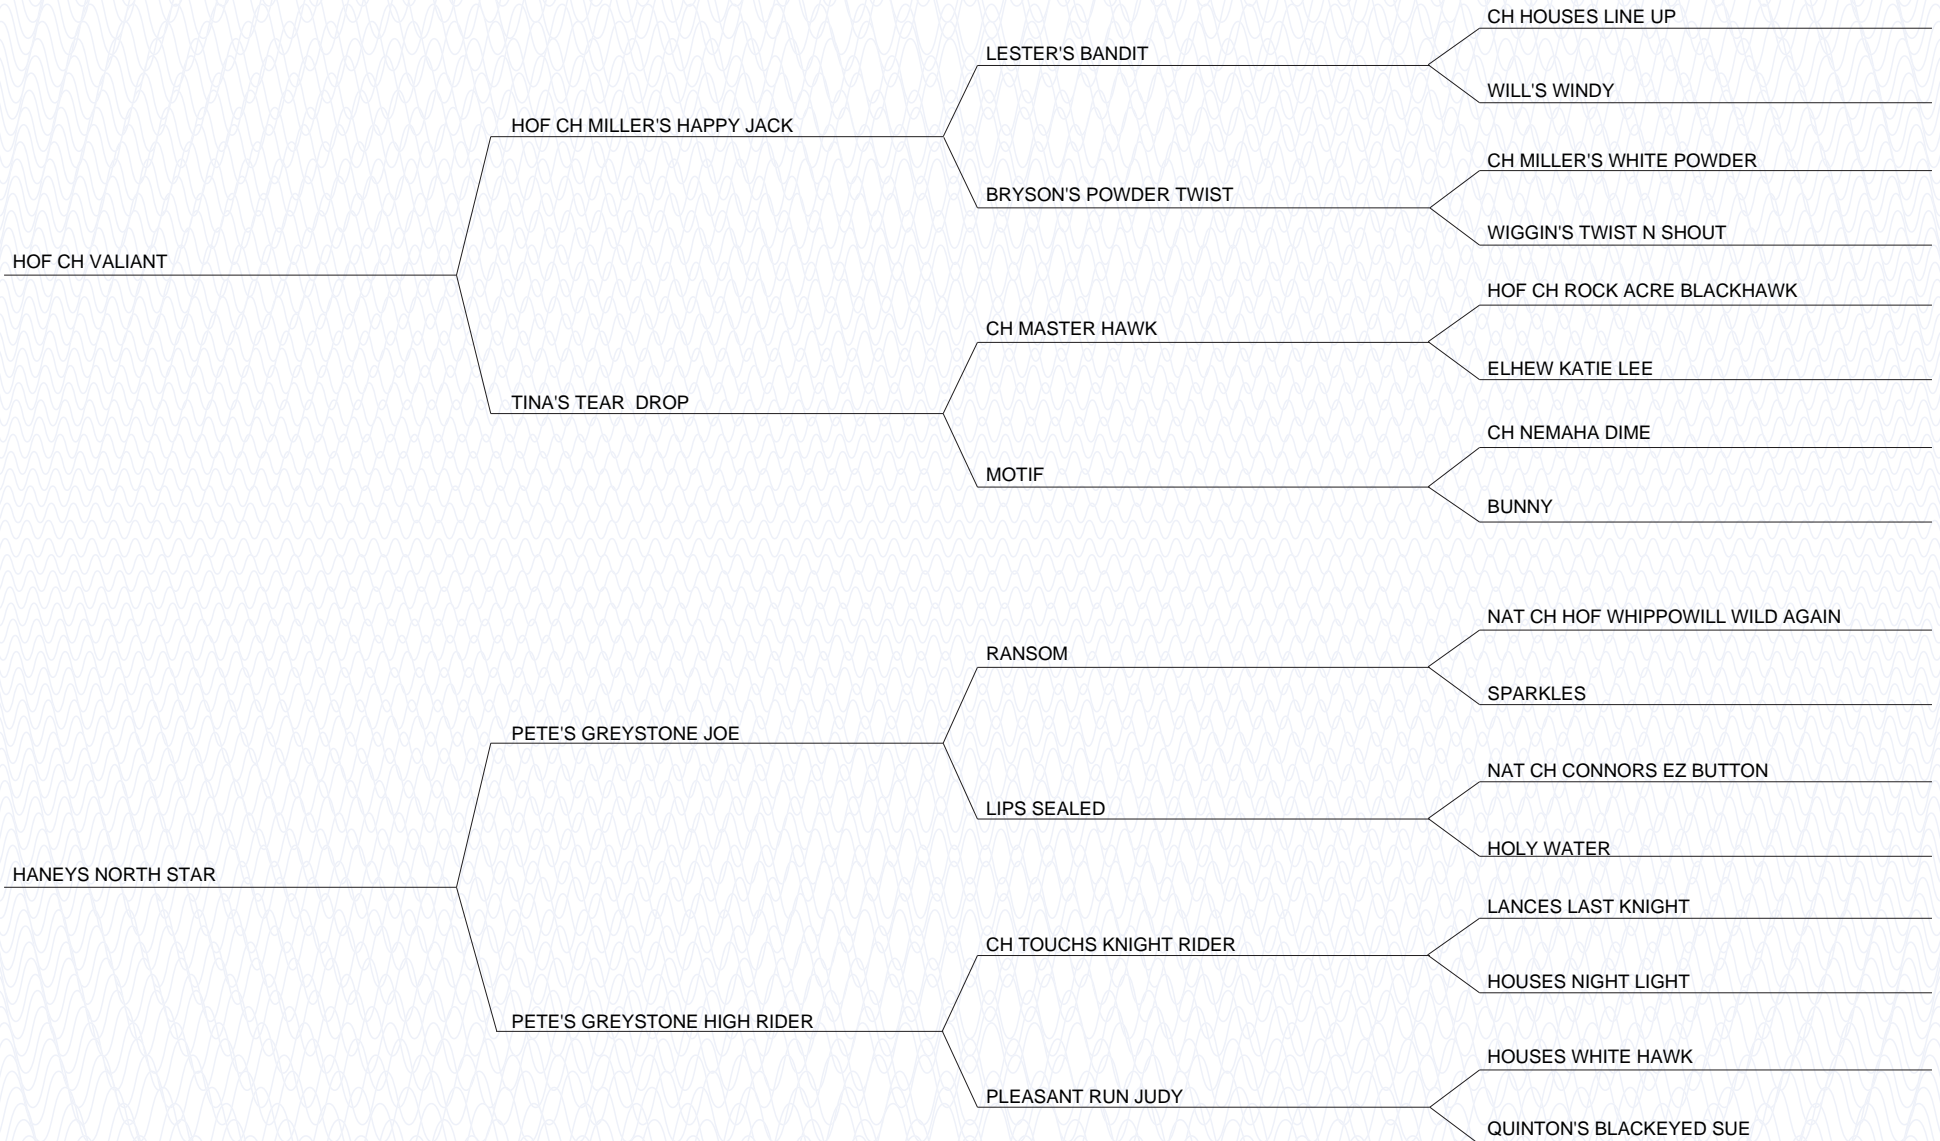 CH HOUSES LINE UP
LESTER'S BANDIT
WILL'S WINDY
HOF CH MILLER'S HAPPY JACK
CH MILLER'S WHITE POWDER
BRYSON'S POWDER TWIST
WIGGIN'S TWIST N SHOUT
HOF CH VALIANT
HOF CH ROCK ACRE BLACKHAWK
CH MASTER HAWK
ELHEW KATIE LEE
TINA'S TEAR  DROP
CH NEMAHA DIME
MOTIF
BUNNY
NAT CH HOF WHIPPOWILL WILD AGAIN
RANSOM
SPARKLES
PETE'S GREYSTONE JOE
NAT CH CONNORS EZ BUTTON
LIPS SEALED
HOLY WATER
HANEYS NORTH STAR
LANCES LAST KNIGHT
CH TOUCHS KNIGHT RIDER
HOUSES NIGHT LIGHT
PETE'S GREYSTONE HIGH RIDER
HOUSES WHITE HAWK
PLEASANT RUN JUDY
QUINTON'S BLACKEYED SUE